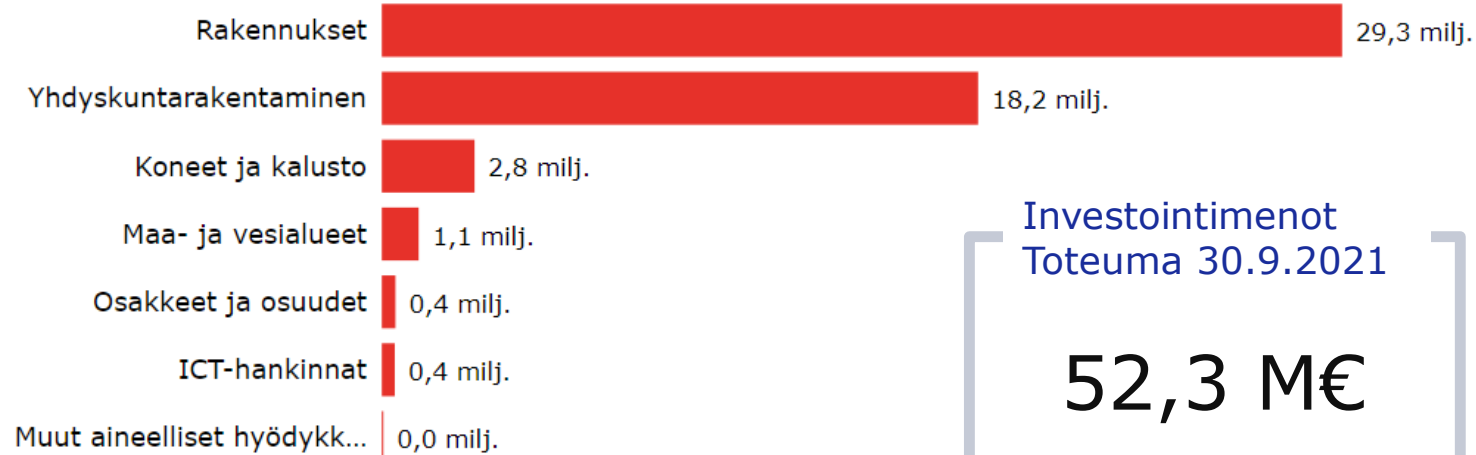 Rakennukset 29,3 milj.
Yhdyskuntarakentaminen 18,2 milj.
Koneet ja kalusto 2,8 milj.
Maa- ja vesialueet 1,1 milj.
Osakkeet ja osuudet 0,4 milj.
ICT-hankinnat 0,4 milj.
Muut aineelliset hyödykk... 0,0 milj.
Investointimenot
Toteuma 30.9.2021
52,3 M€